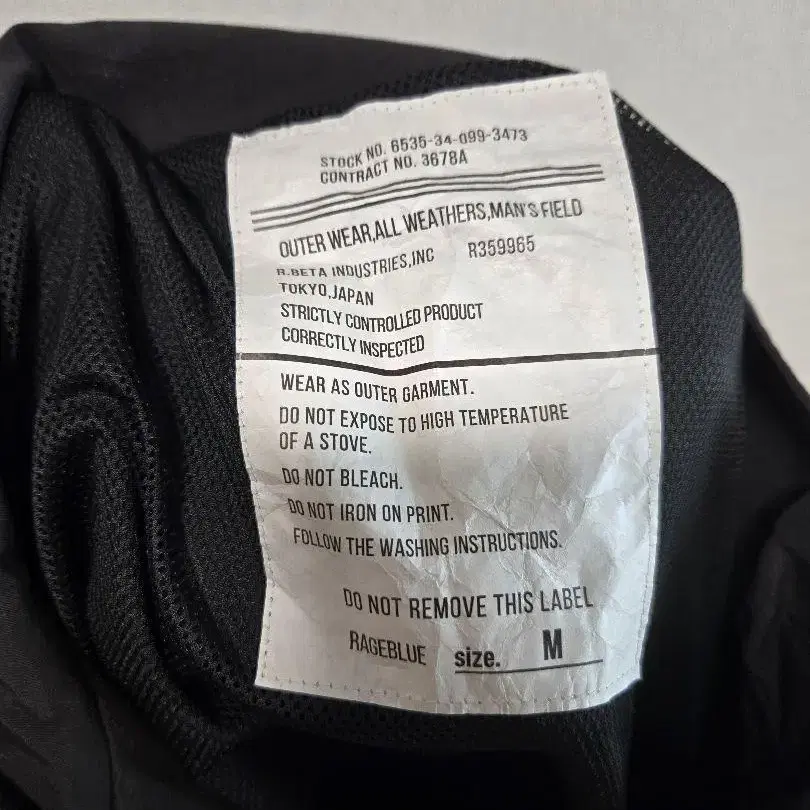 STOCK NO. 6535-34-099-3473
CONTRACT NO. 3678A
OUTER WEAR,ALL WEATHERS,MAN'S FIELD
R.BETA INDUSTRIES,INC R359965
TOKYO,JAPAN
STRICTLY CONTROLLED PRODUCT
CORRECTLY INSPECTED
WEAR AS OUTER GARMENT.
DO NOT EXPOSE TO HIGH TEMPERATURE
OF A STOVE.
DO NOT BLEACH.
DO NOT IRON ON PRINT.
FOLLOW THE WASHING INSTRUCTIONS.
DO NOT REMOVE THIS LABEL
RAGEBLUE size. M